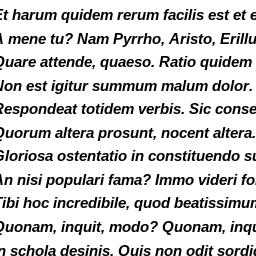 Et harum quidem rerum facilis est et e
A mene tu? Nam Pyrrho, Aristo, Erillu
Quare attende, quaeso. Ratio quidem
Non est igitur summum malum dolor.
Respondeat totidem verbis. Sic conse
Quorum altera prosunt, nocent altera.
Gloriosa ostentatio in constituendo su
An nisi populari fama? Immo videri fo
Tibi hoc incredibile, quod beatissimum
Quonam, inquit, modo? Quonam, inqu
in schola desinis. Quis non odit sordid